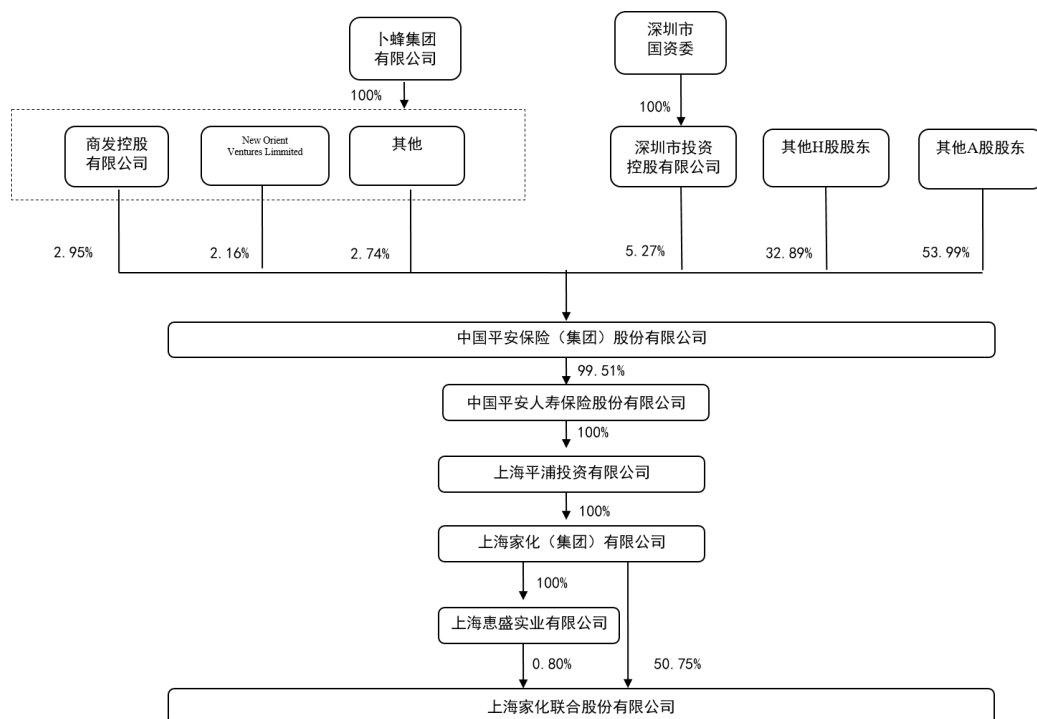 卜蜂集团
有限公司
深圳市
国资委
100%
100%
商发控股
有限公司
New Orient
Ventures Limmited
其他
深圳市投资
控股有限公司
其他H股股东
其他A股股东
2.95%
2.16%
2.74%
5.27%
32.89%
53.99%
中国平安保险（集团）股份有限公司
99.51%
中国平安人寿保险股份有限公司
100%
上海平浦投资有限公司
100%
上海家化（集团）有限公司
100%
上海惠盛实业有限公司
0.80%
50.75%
上海家化联合股份有限公司